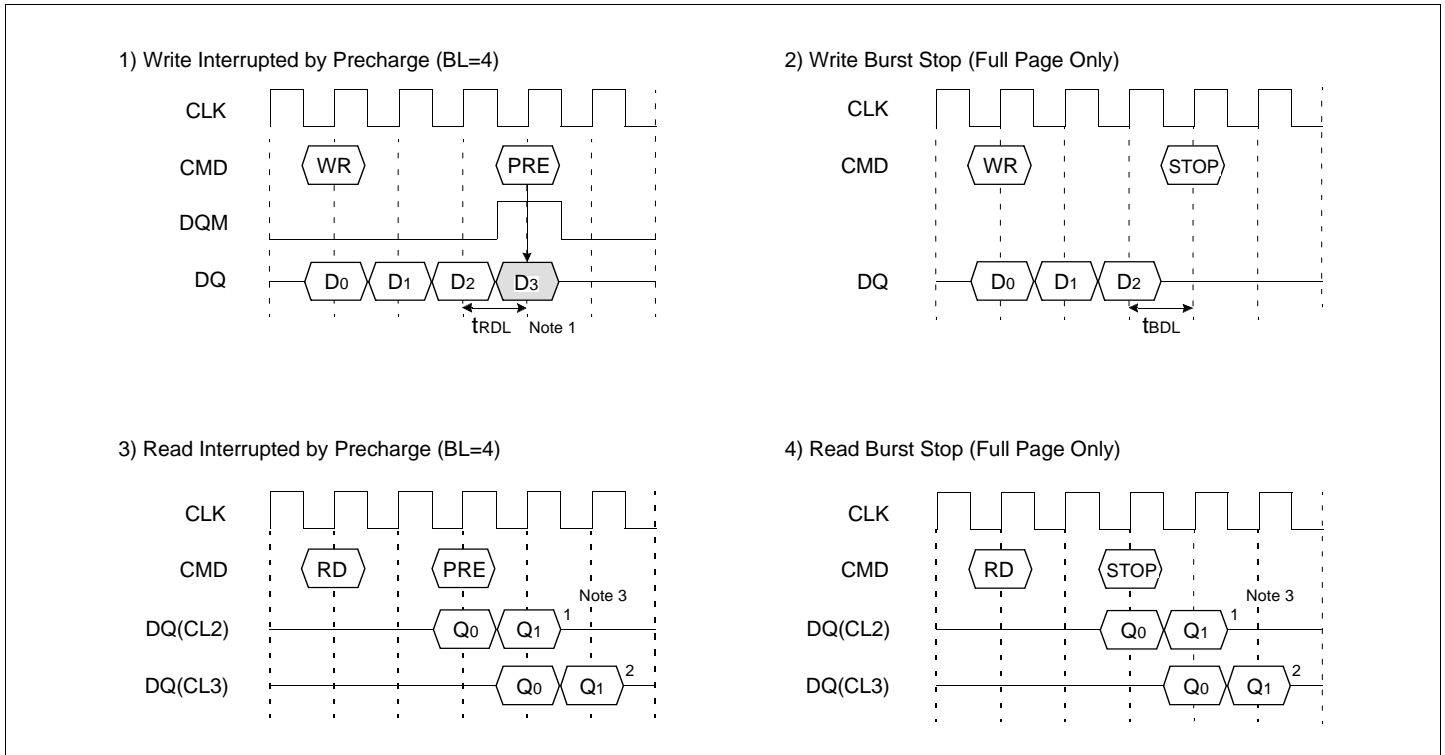 1) Write Interrupted by Precharge (BL=4)
CLK
CMD WR PRE
DQM
DQ D0 D1 D2 D3
tRDL Note 1
2) Write Burst Stop (Full Page Only)
CLK
CMD WR STOP
DQ D0 D1 D2
tBDL
3) Read Interrupted by Precharge (BL=4)
CLK
CMD RD PRE
Note 3
DQ(CL2) Q0 Q1 1
DQ(CL3) Q0 Q1 2
4) Read Burst Stop (Full Page Only)
CLK
CMD RD STOP
Note 3
DQ(CL2) Q0 Q1 1
DQ(CL3) Q0 Q1 2